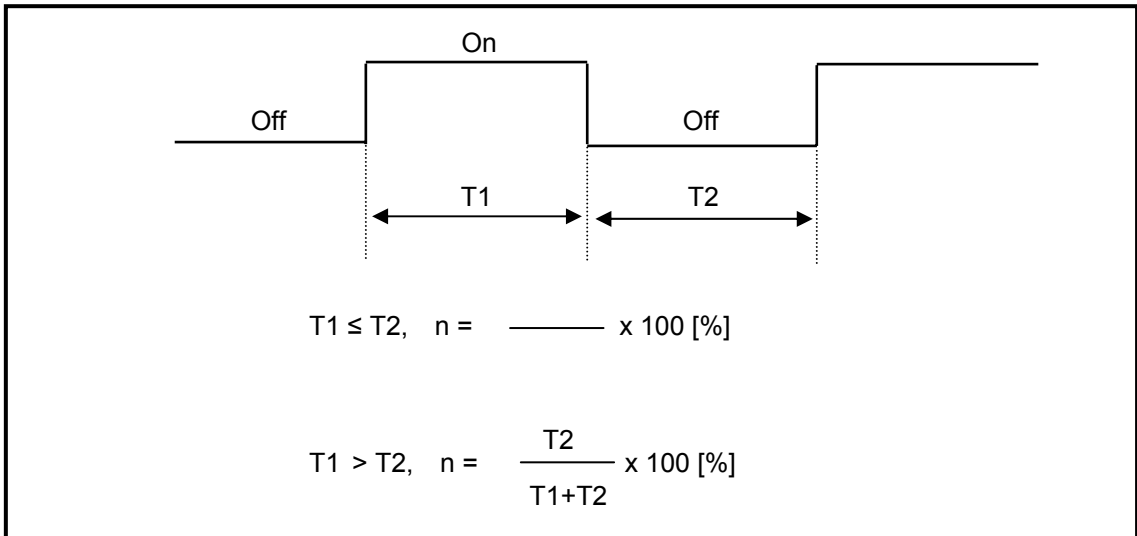 On
Off
Off
T1
T2
T1 ≤ T2, n = x 100 [%]
T1 > T2, n = T2 / T1+T2 x 100 [%]